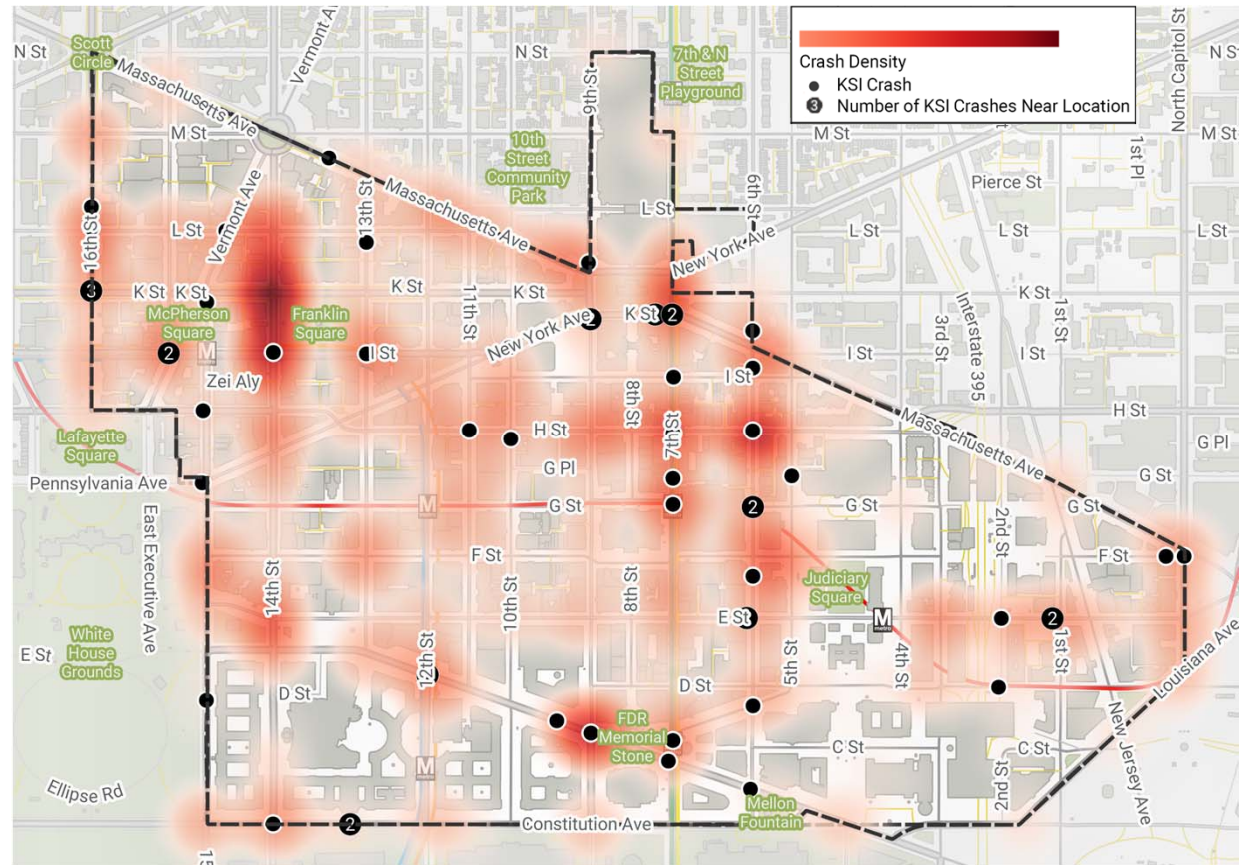 Crash Density
KSI Crash
3 Number of KSI Crashes Near Location
N St
Scott
Circle
Vermont Ave
N St
7th & N
Street
Playground
N St
North Capitol St
N St
Massachusetts Ave
9th St
M St
M St
M St
1st Pl
10th
Street
Community
Park
Pierce St
6th St
L St
Vermont Ave
13th St
Massachusetts Ave
L St
New York Ave
L St
L St
L St
16th St
3
K St
K St
K St
K St
K St
K St
K St
McPherson
Square
Franklin
Square
11th St
New York Ave
2
2
3rd St
Interstate 395
1st St
2
M
I St
I St
I St
I St
Zei Aly
8th St
Lafayette
Square
H St
7th St
H St
Massachusetts Ave
G Pl
G Pl
Pennsylvania Ave
M
G St
2
G St
G St
G St
East Executive Ave
14th St
F St
2nd St
F St
10th St
8th St
Judiciary
Square
M
metro
E St
E St
2
1st St
White
House
Grounds
12th St
5th St
4th St
Louisiana Ave
D St
D St
FDR
Memorial
Stone
C St
C St
New Jersey Ave
M
2nd St
Ellipse Rd
Mellon
Fountain
2
Constitution Ave